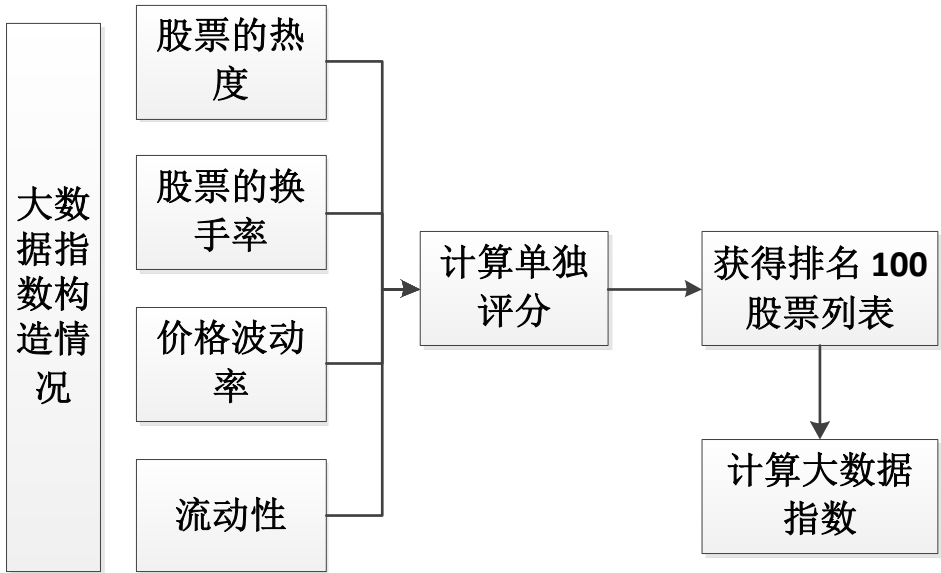 大数
据指
数构
造情
况
股票的热
度
股票的换
手率
价格波动
率
流动性
计算单独
评分
获得排名 100
股票列表
计算大数据
指数